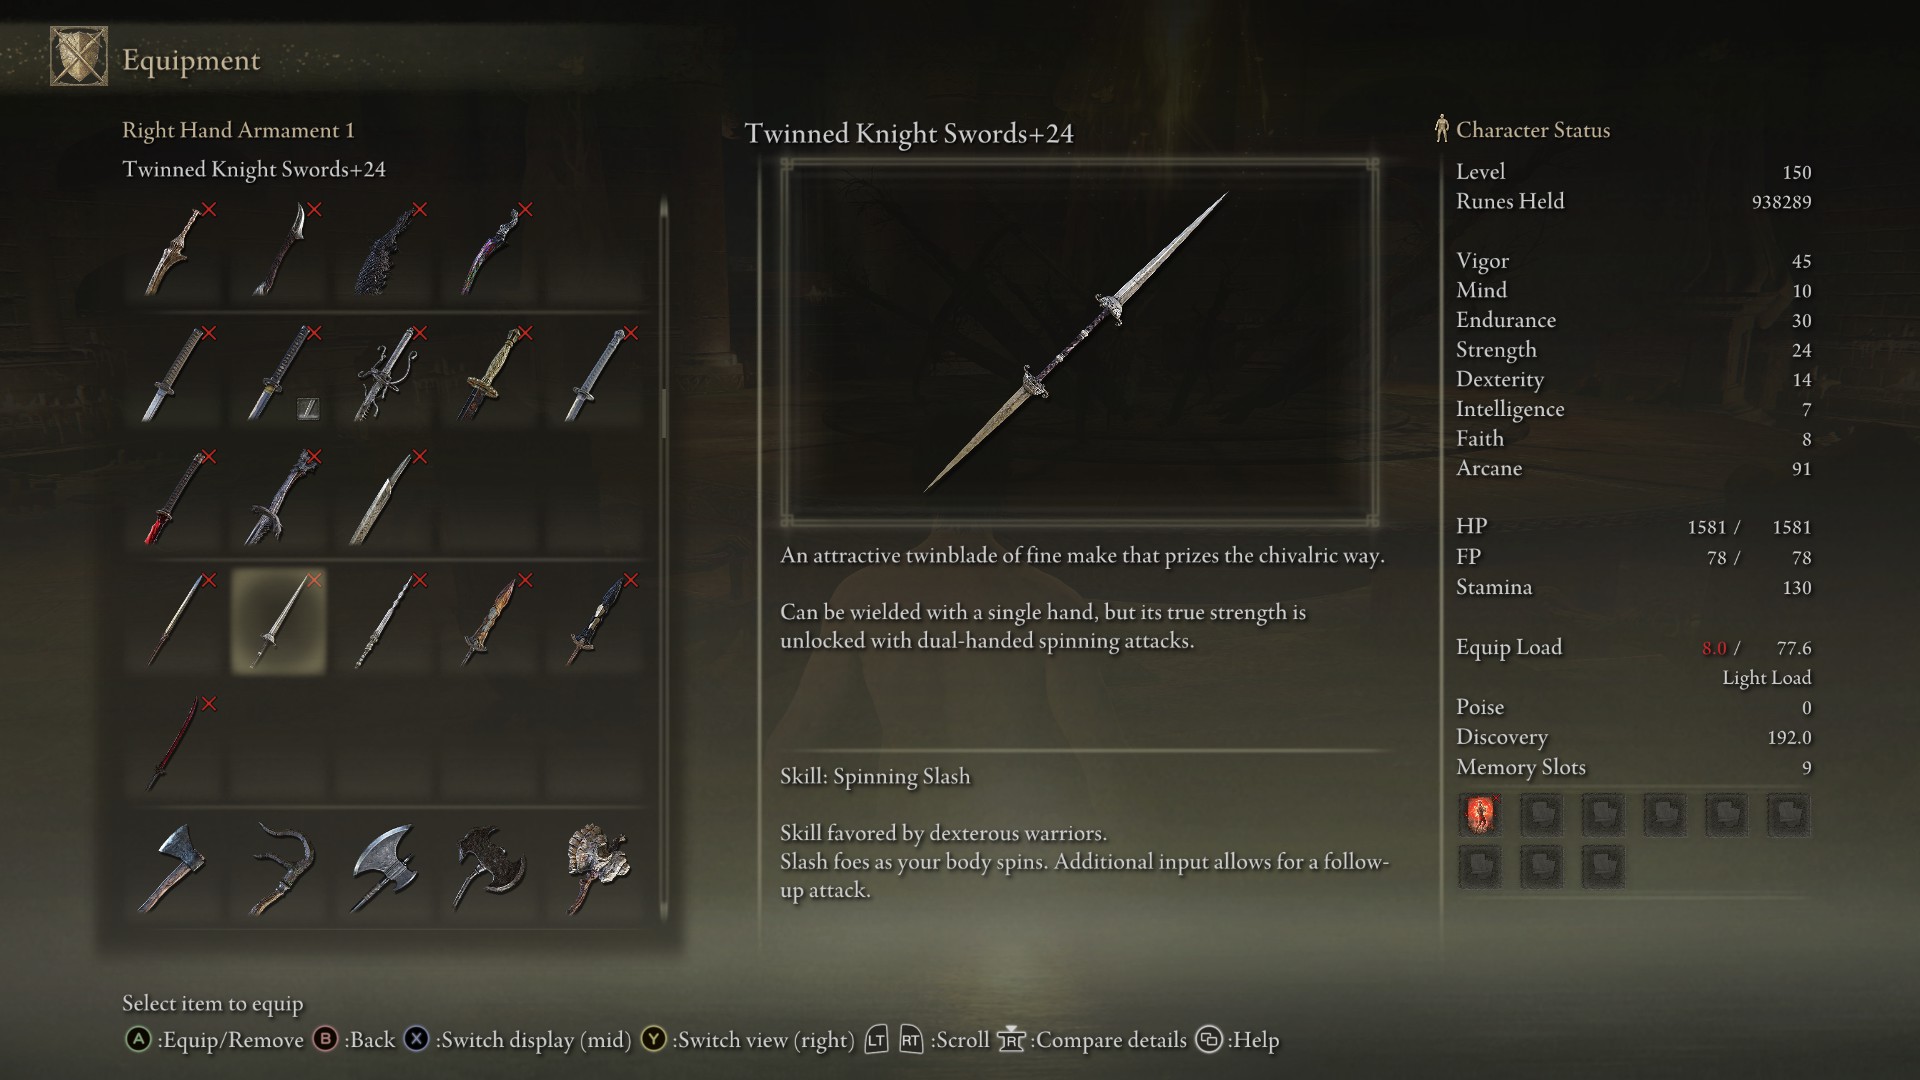 Equipment
Right Hand Armament 1
Twinned Knight Swords+24
Twinned Knight Swords+24
An attractive twinblade of fine make that prizes the chivalric way.
Can be wielded with a single hand, but its true strength is
unlocked with dual-handed spinning attacks.
Skill: Spinning Slash
Skill favored by dexterous warriors.
Slash foes as your body spins. Additional input allows for a follow-
up attack.
Character Status
Level 150
Runes Held 938289
Vigor 45
Mind 10
Endurance 30
Strength 24
Dexterity 14
Intelligence 7
Faith 8
Arcane 91
HP 1581 / 1581
FP 78 / 78
Stamina 130
Equip Load 8.0 / 77.6
Light Load
Poise 0
Discovery 192.0
Memory Slots 9
Select item to equip
A :Equip/Remove B :Back X :Switch display (mid) Y :Switch view (right) LT RT :Scroll R :Compare details :Help